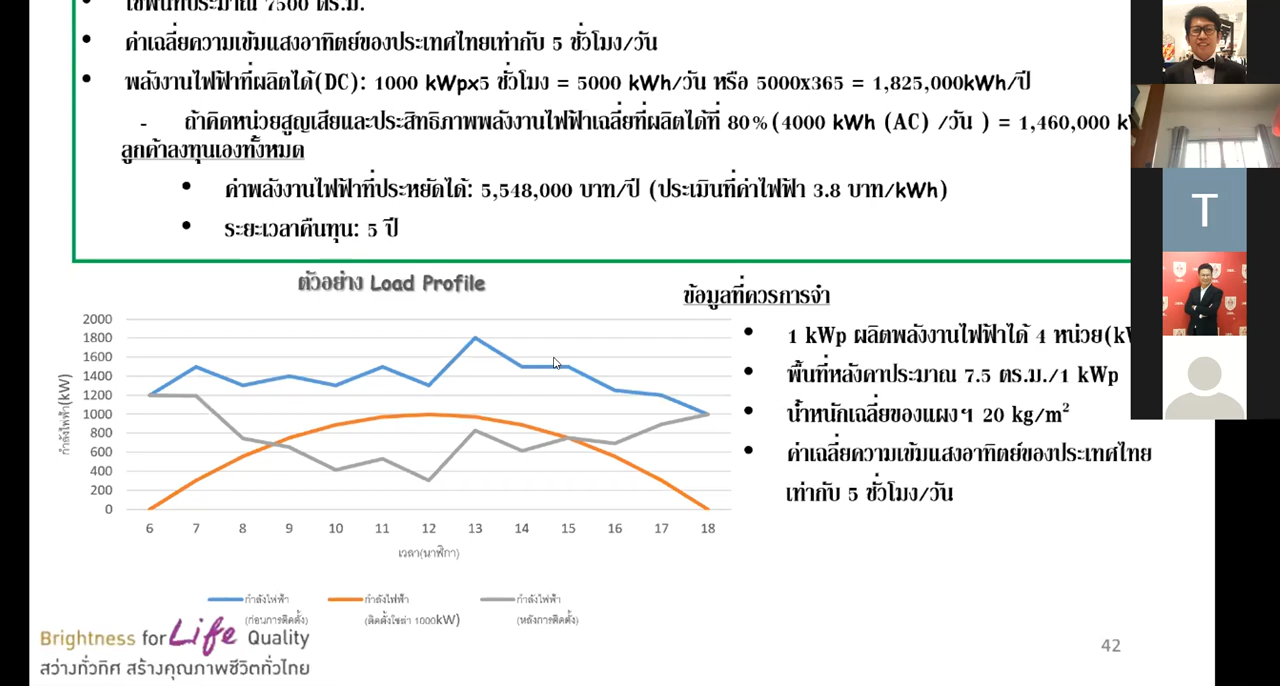 ใช้พื้นที่ประมาณ 7500 ตร.ม.
ค่าเฉลี่ยความเข้มแสงอาทิตย์ของประเทศไทยเท่ากับ 5 ชั่วโมง/วัน
พลังงานไฟฟ้าที่ผลิตได้(DC): 1000 kWpx5 ชั่วโมง = 5000 kWh/วัน หรือ 5000x365 = 1,825,000kWh/ปี
- ถ้าคิดหน่วยสูญเสียและประสิทธิภาพพลังงานไฟฟ้าเฉลี่ยที่ผลิตได้ที่ 80%(4000 kWh (AC) /วัน ) = 1,460,000
ลูกค้าลงทุนเองทั้งหมด
ค่าพลังงานไฟฟ้าที่ประหยัดได้: 5,548,000 บาท/ปี (ประเมินที่ค่าไฟฟ้า 3.8 บาท/kWh)
ระยะเวลาคืนทุน: 5 ปี
ตัวอย่าง Load Profile
2000
1800
1600
1400
1200
1000
800
600
400
200
0
กำลังไฟฟ้า(kW)
6 7 8 9 10 11 12 13 14 15 16 17 18
เวลา(นาฬิกา)
กำลังไฟฟ้า
(ก่อนการติดตั้ง)
กำลังไฟฟ้า
(ติดตั้งโซล่า 1000kW)
กำลังไฟฟ้า
(หลังการติดตั้ง)
ข้อมูลที่ควรการจำ
1 kWp ผลิตพลังงานไฟฟ้าได้ 4 หน่วย
พื้นที่หลังคาประมาณ 7.5 ตร.ม./1 kWp
น้ำหนักเฉลี่ยของแผงฯ 20 kg/m²
ค่าเฉลี่ยความเข้มแสงอาทิตย์ของประเทศไทย
เท่ากับ 5 ชั่วโมง/วัน
T
Brightness for Life Quality
สว่างทั่วทิศ สร้างคุณภาพชีวิตทั่วไทย
42